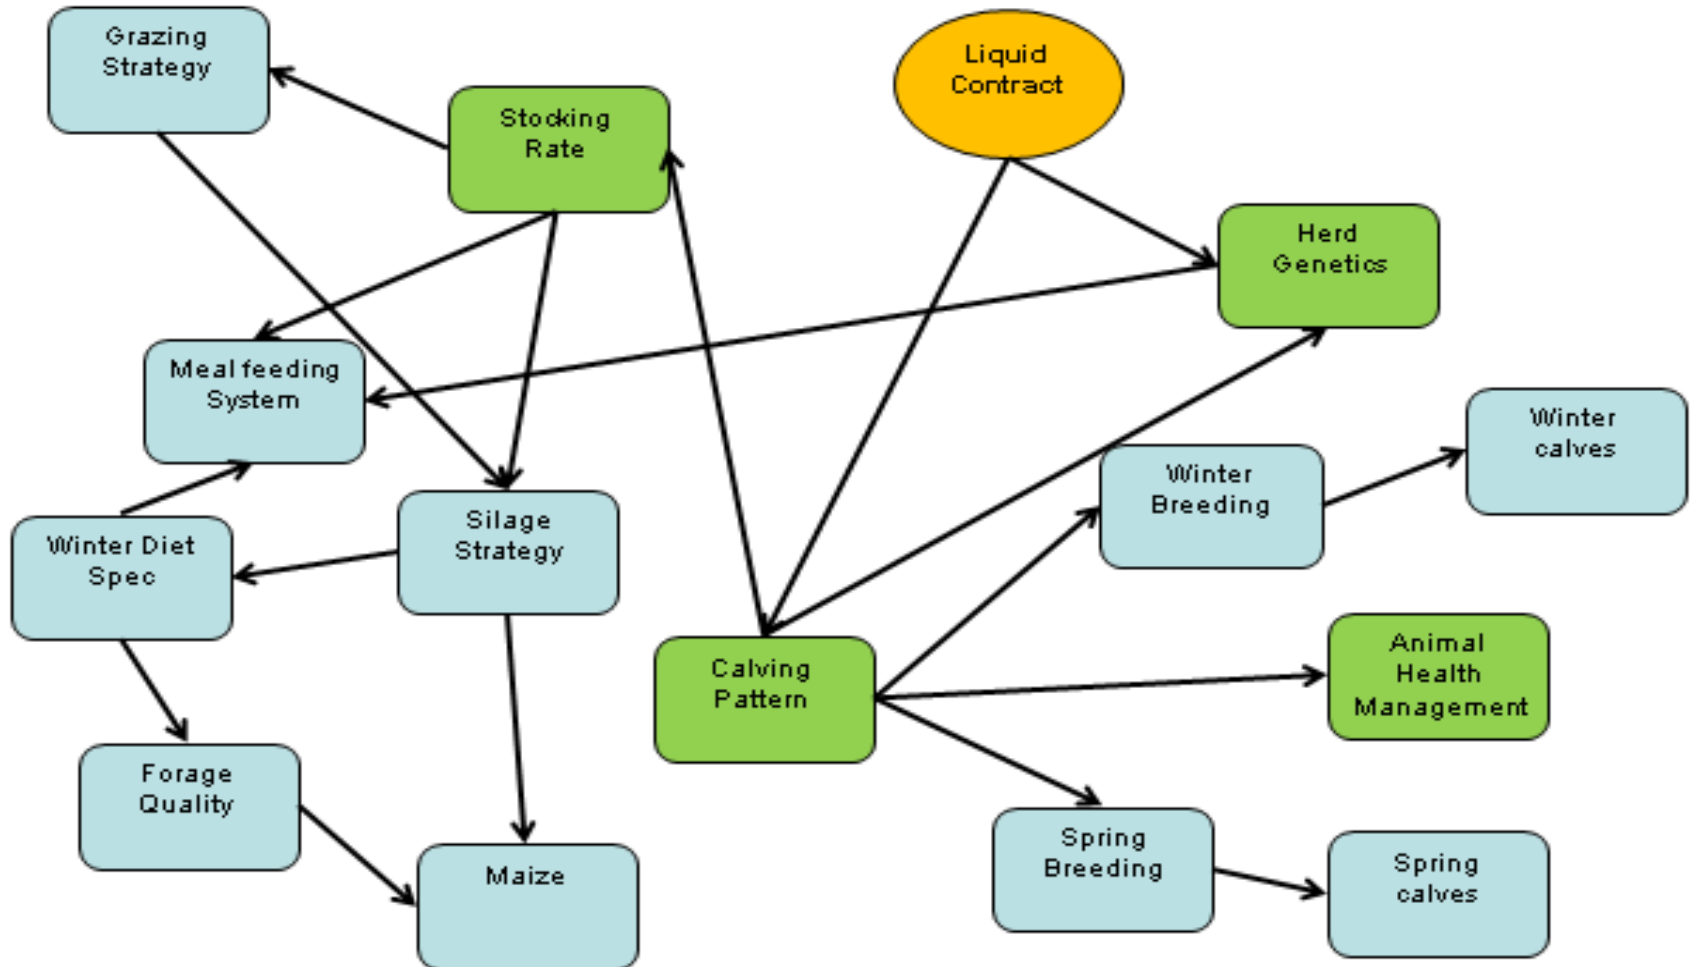 Grazing
Strategy
Liquid
Contract
Stocking
Rate
Herd
Genetics
Meal feeding
System
Winter
calves
Winter
Breeding
Silage
Strategy
Winter Diet
Spec
Animal
Health
Management
Calving
Pattern
Forage
Quality
Spring
Breeding
Spring
calves
Maize